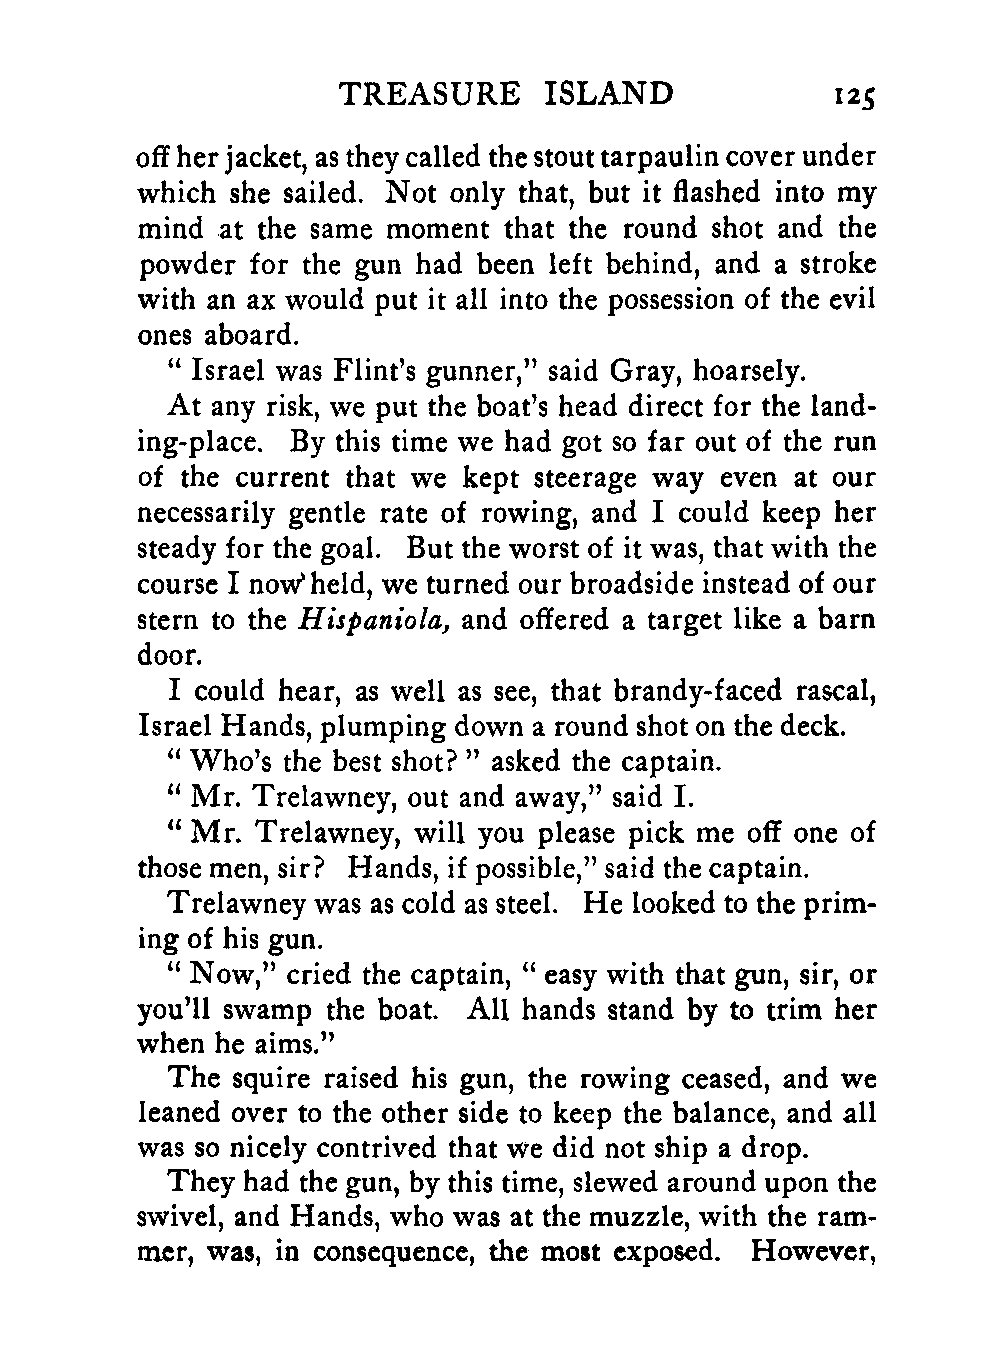 TREASURE ISLAND 125
off her jacket, as they called the stout tarpaulin cover under
which she sailed. Not only that, but it flashed into my
mind at the same moment that the round shot and the
powder for the gun had been left behind, and a stroke
with an ax would put it all into the possession of the evil
ones aboard.
“ Israel was Flint’s gunner,” said Gray, hoarsely.
At any risk, we put the boat’s head direct for the land-
ing-place. By this time we had got so far out of the run
of the current that we kept steerage way even at our
necessarily gentle rate of rowing, and I could keep her
steady for the goal. But the worst of it was, that with the
course I now held, we turned our broadside instead of our
stern to the Hispaniola, and offered a target like a barn
door.
I could hear, as well as see, that brandy-faced rascal,
Israel Hands, plumping down a round shot on the deck.
“ Who’s the best shot? ” asked the captain.
“ Mr. Trelawney, out and away,” said I.
“ Mr. Trelawney, will you please pick me off one of
those men, sir? Hands, if possible,” said the captain.
Trelawney was as cold as steel. He looked to the prim-
ing of his gun.
“ Now,” cried the captain, “ easy with that gun, sir, or
you’ll swamp the boat. All hands stand by to trim her
when he aims.”
The squire raised his gun, the rowing ceased, and we
leaned over to the other side to keep the balance, and all
was so nicely contrived that we did not ship a drop.
They had the gun, by this time, slewed around upon the
swivel, and Hands, who was at the muzzle, with the ram-
mer, was, in consequence, the most exposed. However,